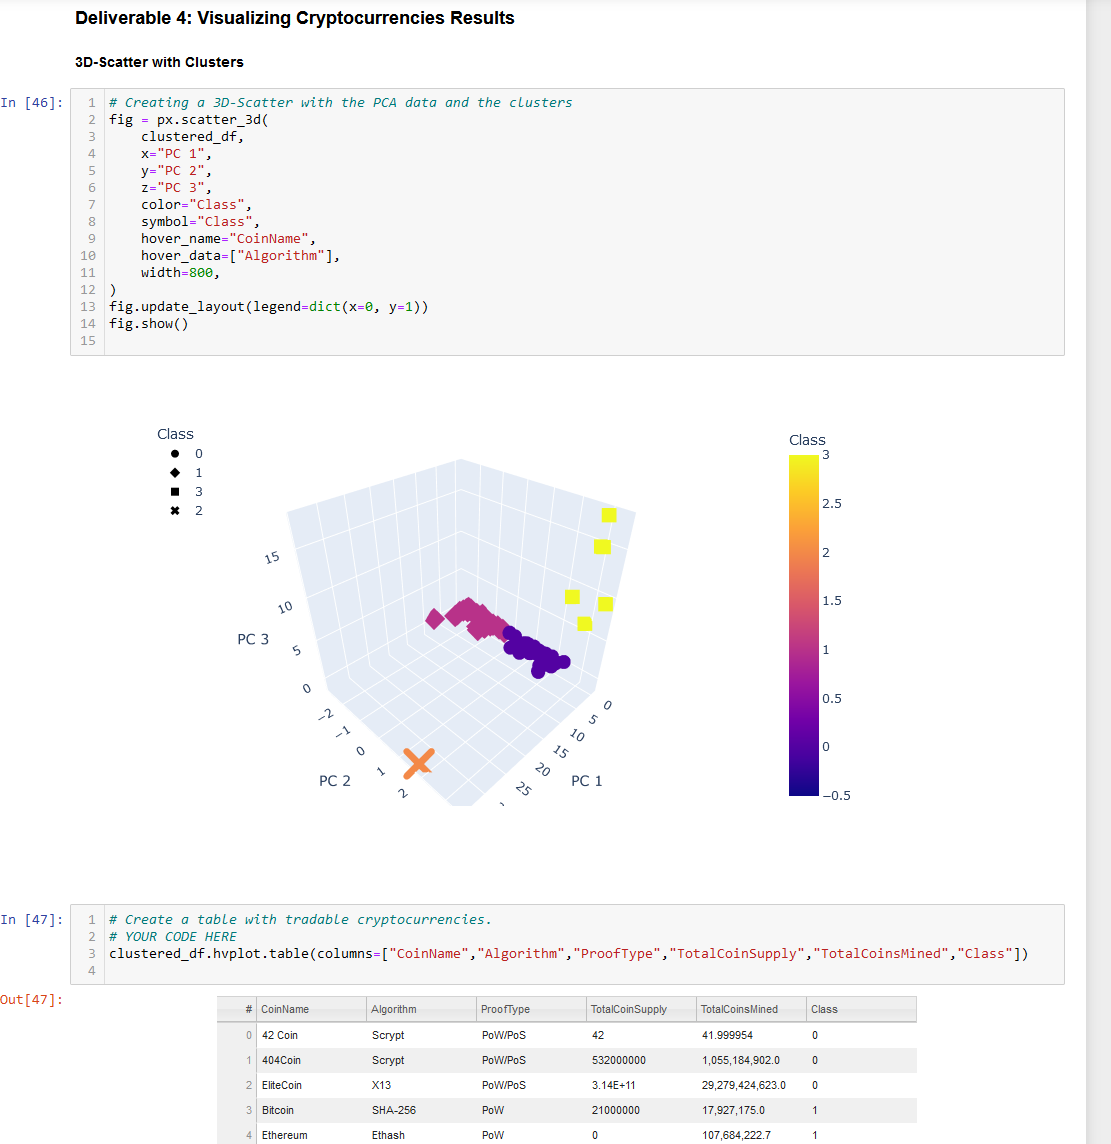 Deliverable 4: Visualizing Cryptocurrencies Results
3D-Scatter with Clusters
In [46]:
1 # Creating a 3D-Scatter with the PCA data and the clusters
2 fig = px.scatter_3d(
3     clustered_df,
4     x="PC 1",
5     y="PC 2",
6     z="PC 3",
7     color="Class",
8     symbol="Class",
9     hover_name="CoinName",
10     hover_data=["Algorithm"],
11     width=800,
12 )
13 fig.update_layout(legend=dict(x=0, y=1))
14 fig.show()
15
Class
0
1
3
2
15
10
5
0
PC 3
−2
−1
0
1
2
PC 2
0
5
10
15
20
25
PC 1
Class
3
2.5
2
1.5
1
0.5
0
−0.5
In [47]:
1 # Create a table with tradable cryptocurrencies.
2 # YOUR CODE HERE
3 clustered_df.hvplot.table(columns=["CoinName","Algorithm","ProofType","TotalCoinSupply","TotalCoinsMined","Class"])
4
Out[47]:
# CoinName Algorithm ProofType TotalCoinSupply TotalCoinsMined Class
0 42 Coin Scrypt PoW/PoS 42 41.999954 0
1 404Coin Scrypt PoW/PoS 532000000 1,055,184,902.0 0
2 EliteCoin X13 PoW/PoS 3.14E+11 29,279,424,623.0 0
3 Bitcoin SHA-256 PoW 21000000 17,927,175.0 1
4 Ethereum Ethash PoW 0 107,684,222.7 1